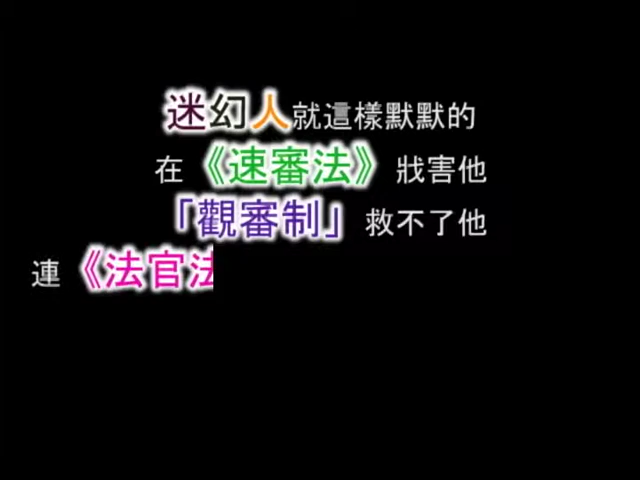 迷幻人就這樣默默的
在《速審法》戕害他
「觀審制」救不了他
連《法官法